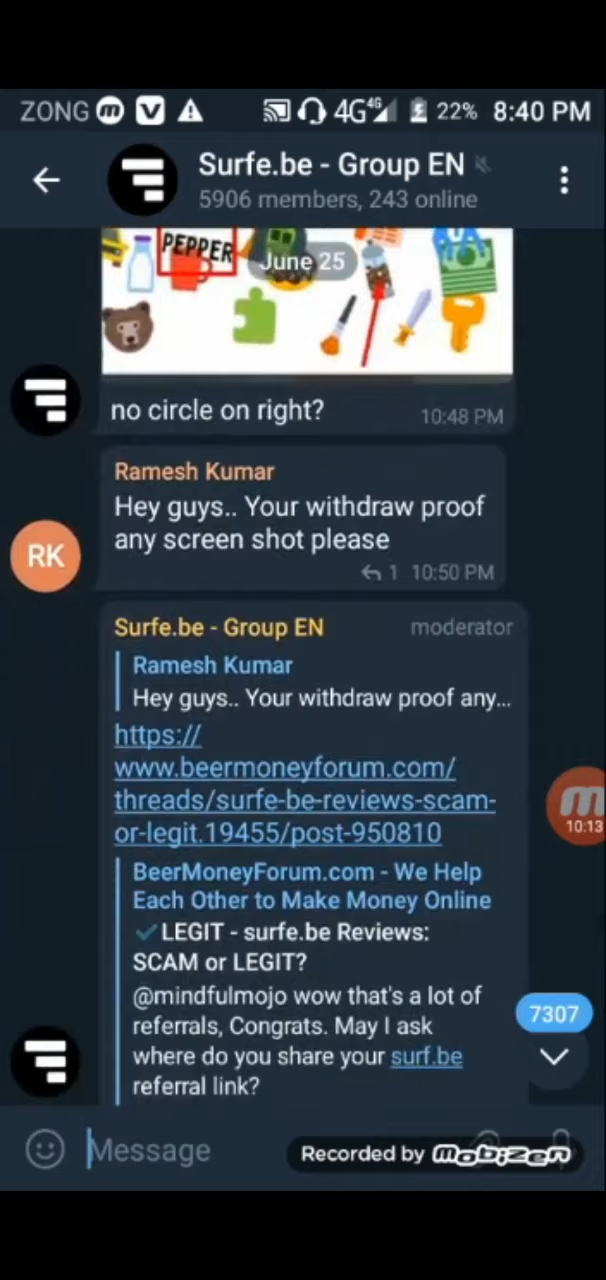 ZONG 4G 4G 22% 8:40 PM
Surfe.be - Group EN
5906 members, 243 online
PEPPER
June 25
no circle on right? 10:48 PM
Ramesh Kumar
Hey guys.. Your withdraw proof
any screen shot please
RK
1 10:50 PM
Surfe.be - Group EN moderator
Ramesh Kumar
Hey guys.. Your withdraw proof any...
https://
www.beermoneyforum.com/
threads/surfe-be-reviews-scam-
or-legit.19455/post-950810
10:13
BeerMoneyForum.com - We Help
Each Other to Make Money Online
✓LEGIT - surfe.be Reviews:
SCAM or LEGIT?
@mindfulmojo wow that's a lot of
referrals, Congrats. May I ask
where do you share your surf.be
referral link?
7307
Message
Recorded by mobizen